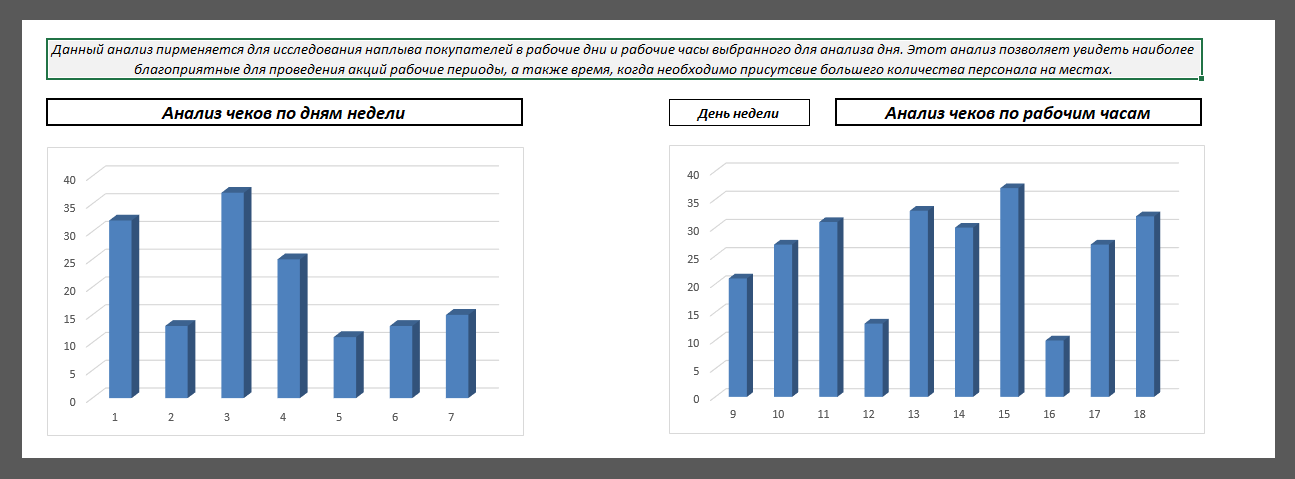 Данный анализ пирменяется для исследования наплыва покупателей в рабочие дни и рабочие часы выбранного для анализа дня. Этот анализ позволяет увидеть наиболее
благоприятные для проведения акций рабочие периоды, а также время, когда необходимо присутсвие большего количества персонала на местах.
Анализ чеков по дням недели
День недели
Анализ чеков по рабочим часам
40
35
30
25
20
15
10
5
0
1 2 3 4 5 6 7
40
35
30
25
20
15
10
5
0
9 10 11 12 13 14 15 16 17 18